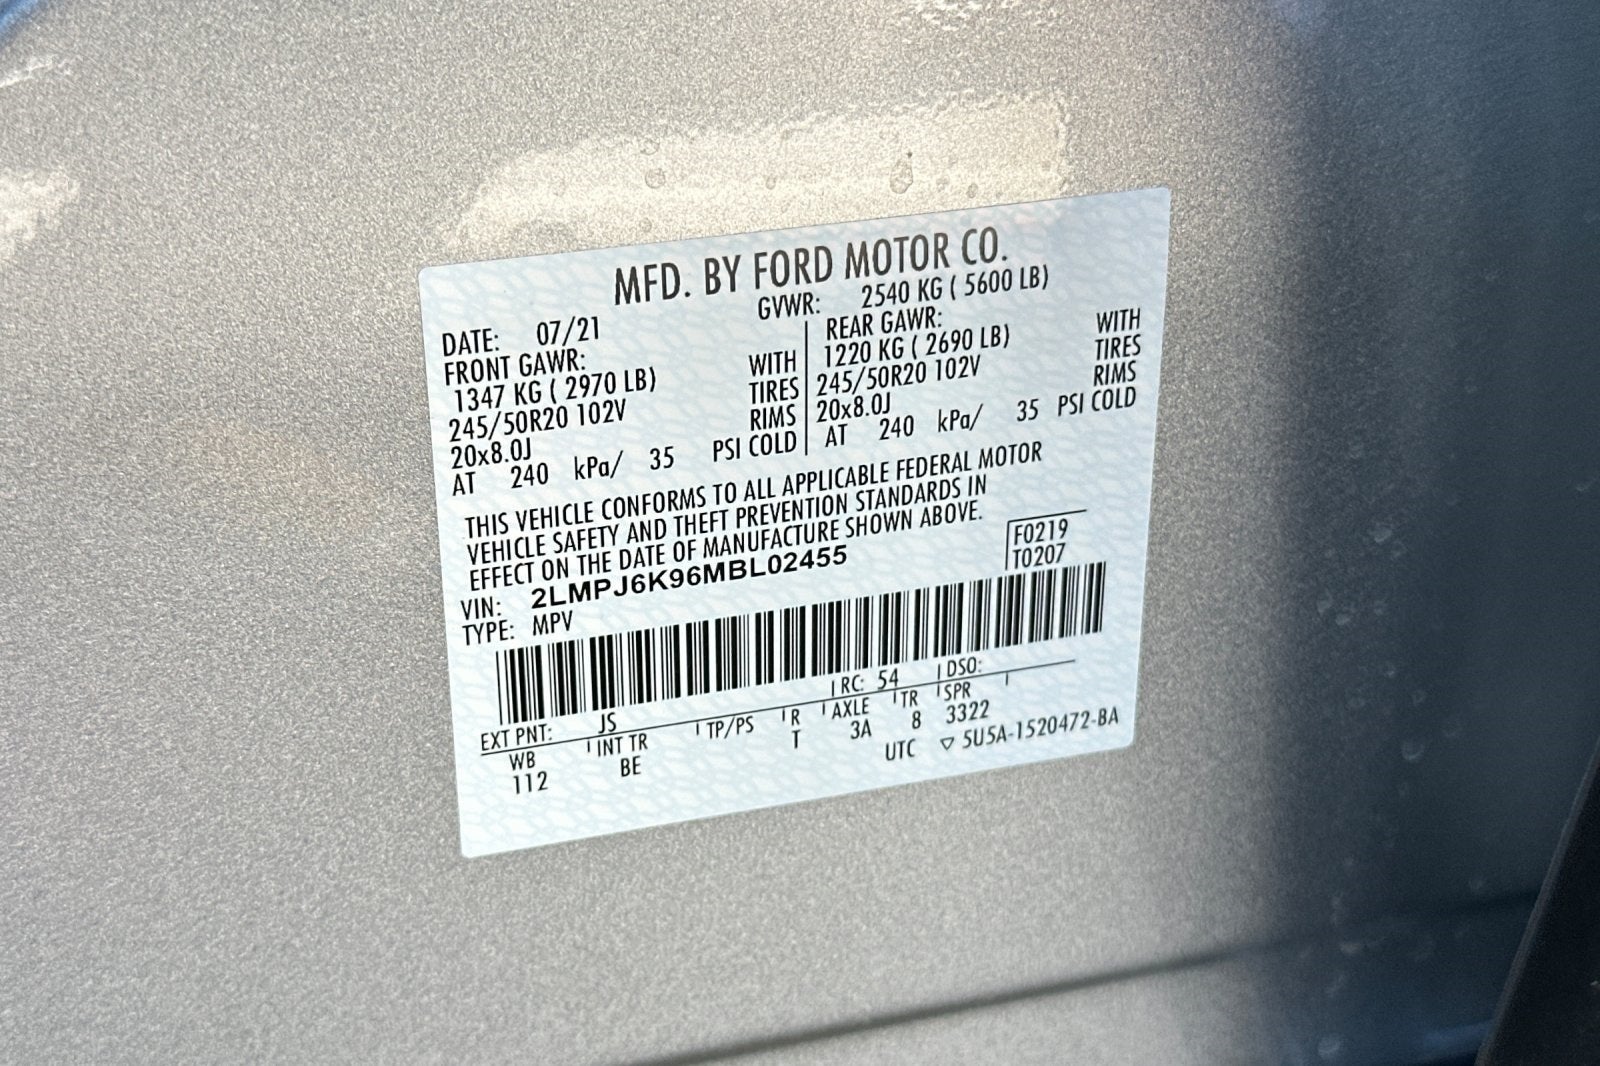 MFD. BY FORD MOTOR CO.
DATE: 07/21 GVWR: 2540 KG ( 5600 LB)
FRONT GAWR: REAR GAWR:
1347 KG ( 2970 LB) WITH 1220 KG ( 2690 LB) WITH
245/50R20 102V TIRES 245/50R20 102V TIRES
20x8.0J RIMS 20x8.0J RIMS
AT 240 kPa/ 35 PSI COLD AT 240 kPa/ 35 PSI COLD
THIS VEHICLE CONFORMS TO ALL APPLICABLE FEDERAL MOTOR
VEHICLE SAFETY AND THEFT PREVENTION STANDARDS IN
EFFECT ON THE DATE OF MANUFACTURE SHOWN ABOVE.
F0219
T0207
VIN: 2LMPJ6K96MBL02455
TYPE: MPV
EXT PNT: JS RC: 54 DSO:
WB INT TR TP/PS R AXLE TR SPR
112 BE T 3A 8 3322
UTC ▽ 5U5A-1520472-BA